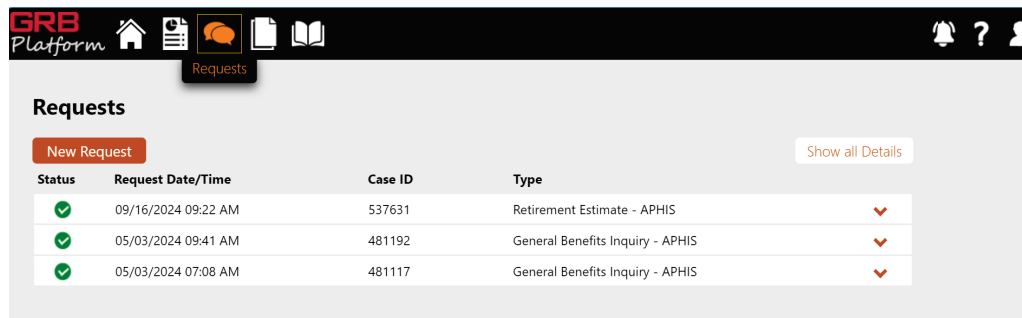 GRB
Platform
Requests
Requests
New Request
Show all Details
Status Request Date/Time Case ID Type
09/16/2024 09:22 AM 537631 Retirement Estimate - APHIS
05/03/2024 09:41 AM 481192 General Benefits Inquiry - APHIS
05/03/2024 07:08 AM 481117 General Benefits Inquiry - APHIS